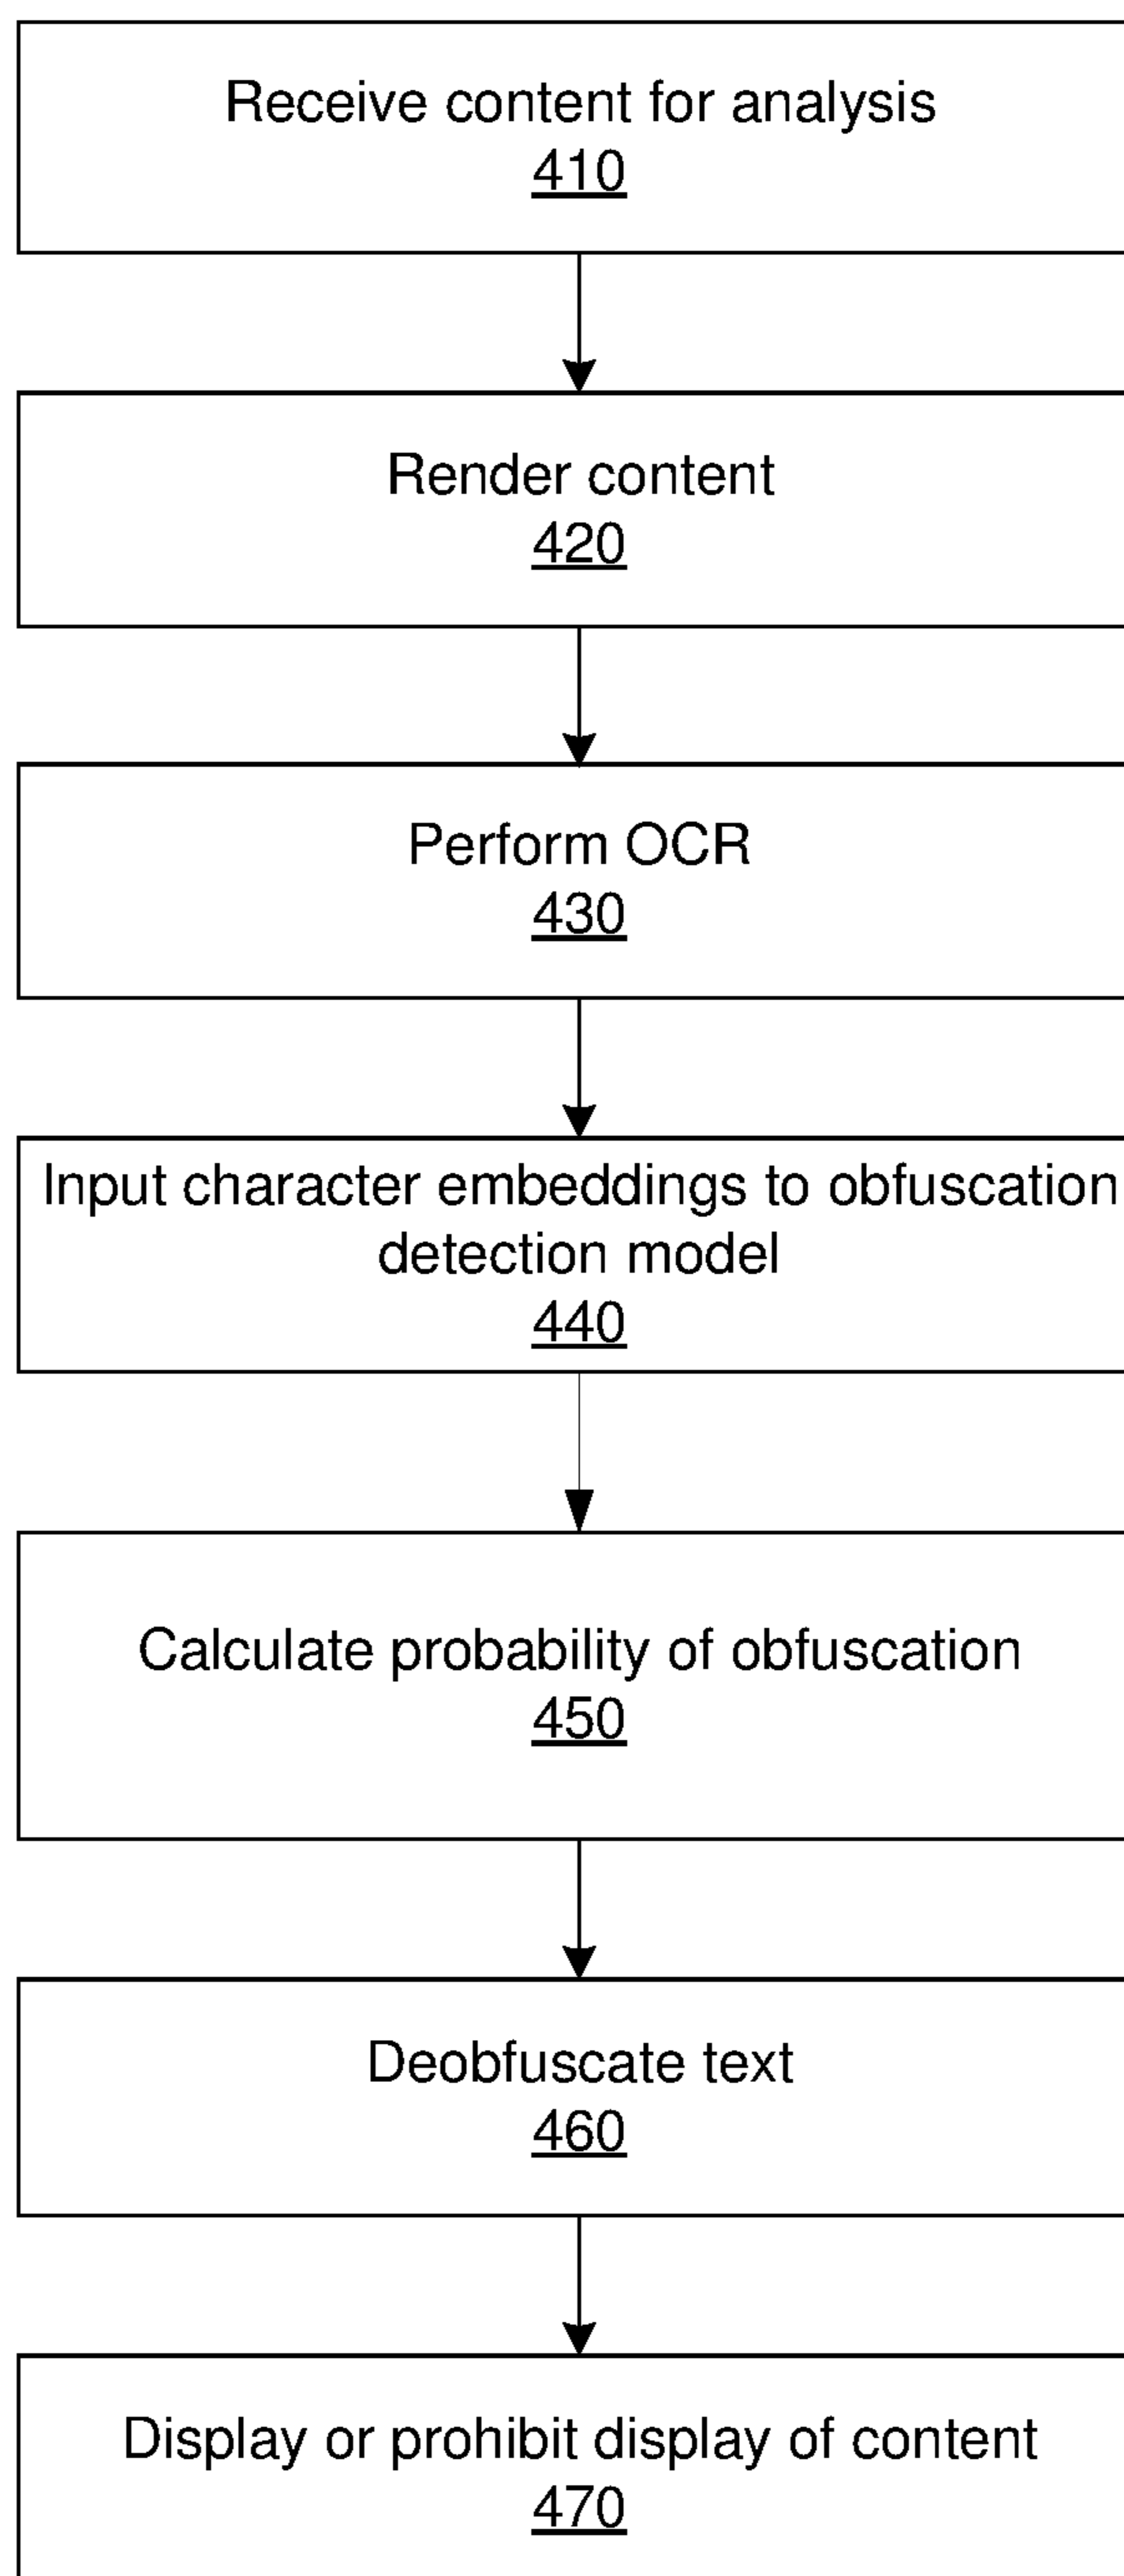 Receive content for analysis
410
Render content
420
Perform OCR
430
Input character embeddings to obfuscation
detection model
440
Calculate probability of obfuscation
450
Deobfuscate text
460
Display or prohibit display of content
470